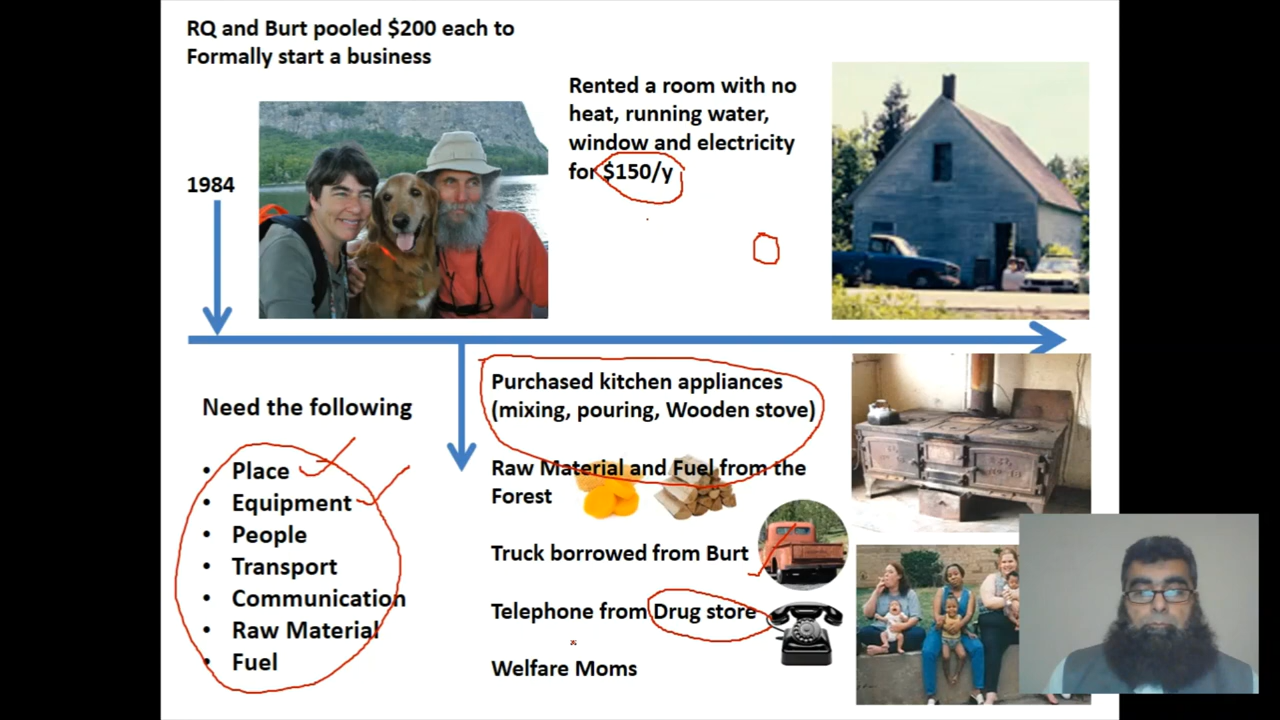 RQ and Burt pooled $200 each to
Formally start a business
Rented a room with no
heat, running water,
window and electricity
for $150/y
1984
Need the following
• Place
• Equipment
• People
• Transport
• Communication
• Raw Material
• Fuel
Purchased kitchen appliances
(mixing, pouring, Wooden stove)
Raw Material and Fuel from the
Forest
Truck borrowed from Burt
Telephone from Drug store
Welfare Moms